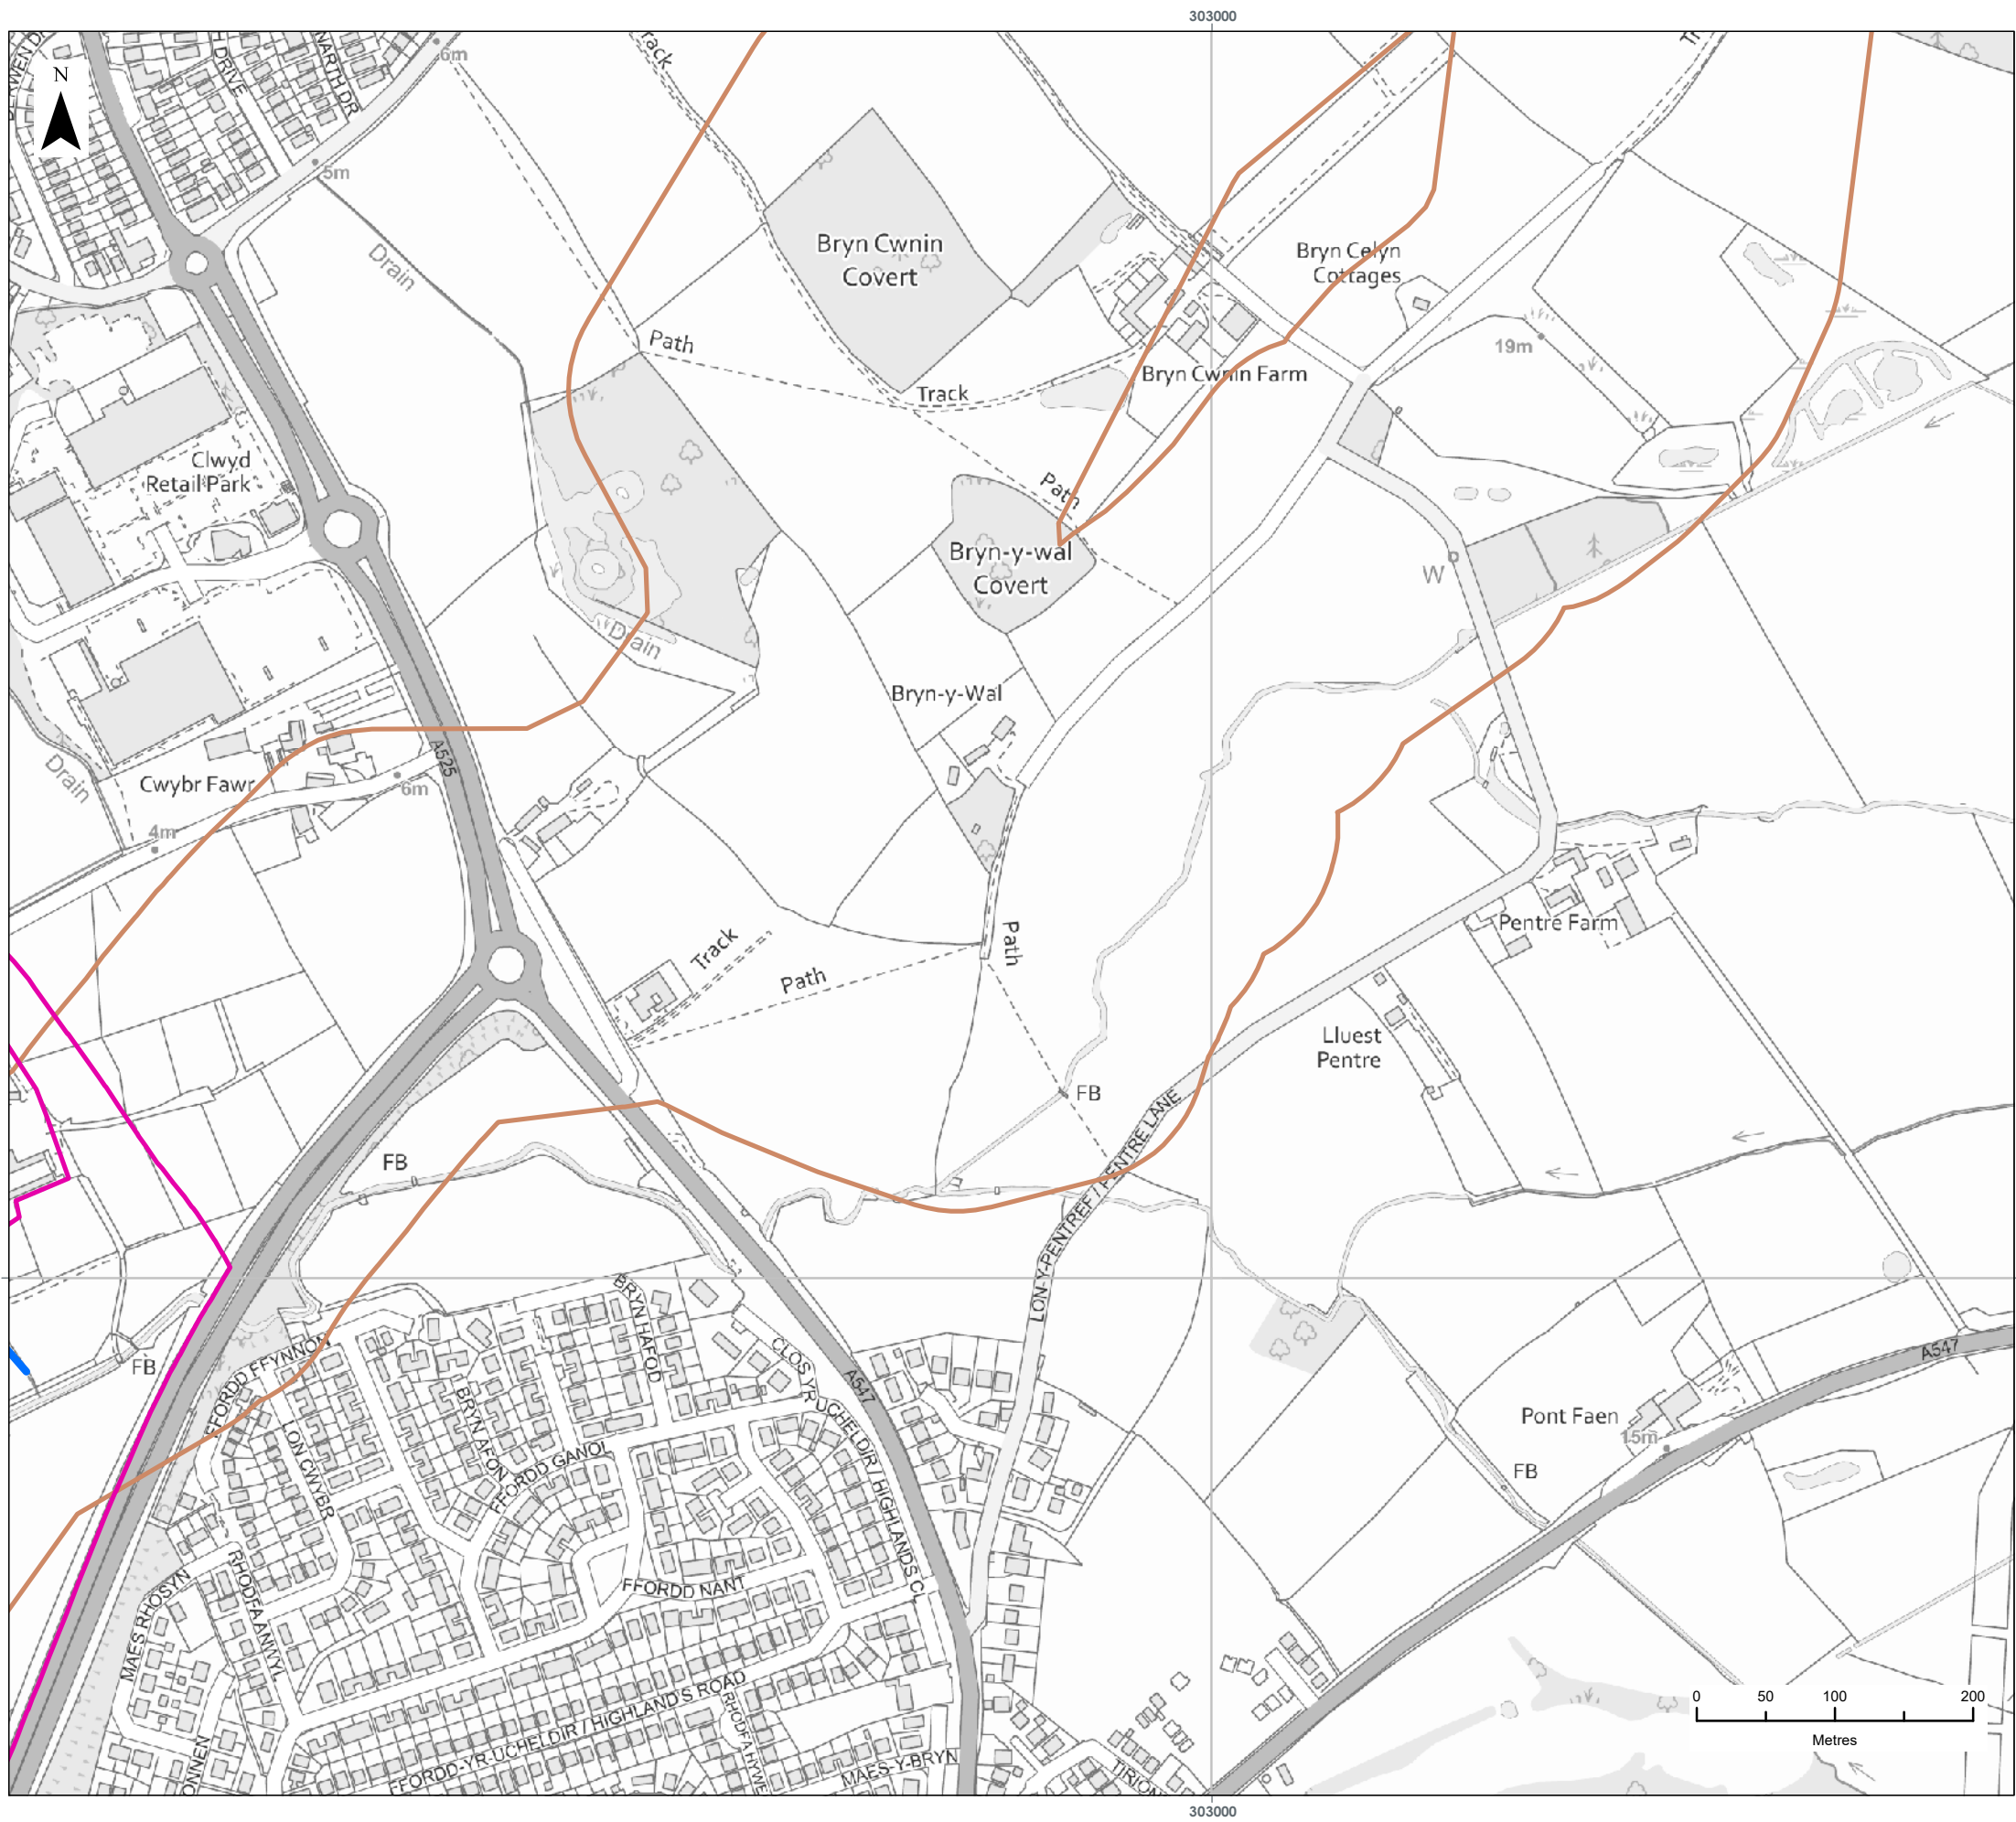 303000
N
6m
5m
Drain
Bryn Cwnin
Covert
Bryn Celyn
Cottages
19m
Path
Track
Bryn Cwnin Farm
Clwyd
Retail Park
Path
Bryn-y-wal
Covert
W
Drain
Bryn-y-Wal
A525
Drain
Cwybr Fawr
6m
4m
Pentre Farm
Track
Path
Path
Lluest
Pentre
FB
FB
LON-Y-PENTREF / PENTRE LANE
BRYN HAFOD
FB
FFORDD FFYNNON
CLOS YR UCHELDIR / HIGHLANDS CL
A547
A547
LON CWYBR
BRYN AFON
FFORDD GANOL
Pont Faen
15m
FB
FFORDD NANT
MAES RHOSYN
RHODFA ANWYL
FFORDD-YR-UCHELDIR / HIGHLANDS ROAD
MAES-Y-BRYN
0 50 100 200
Metres
303000